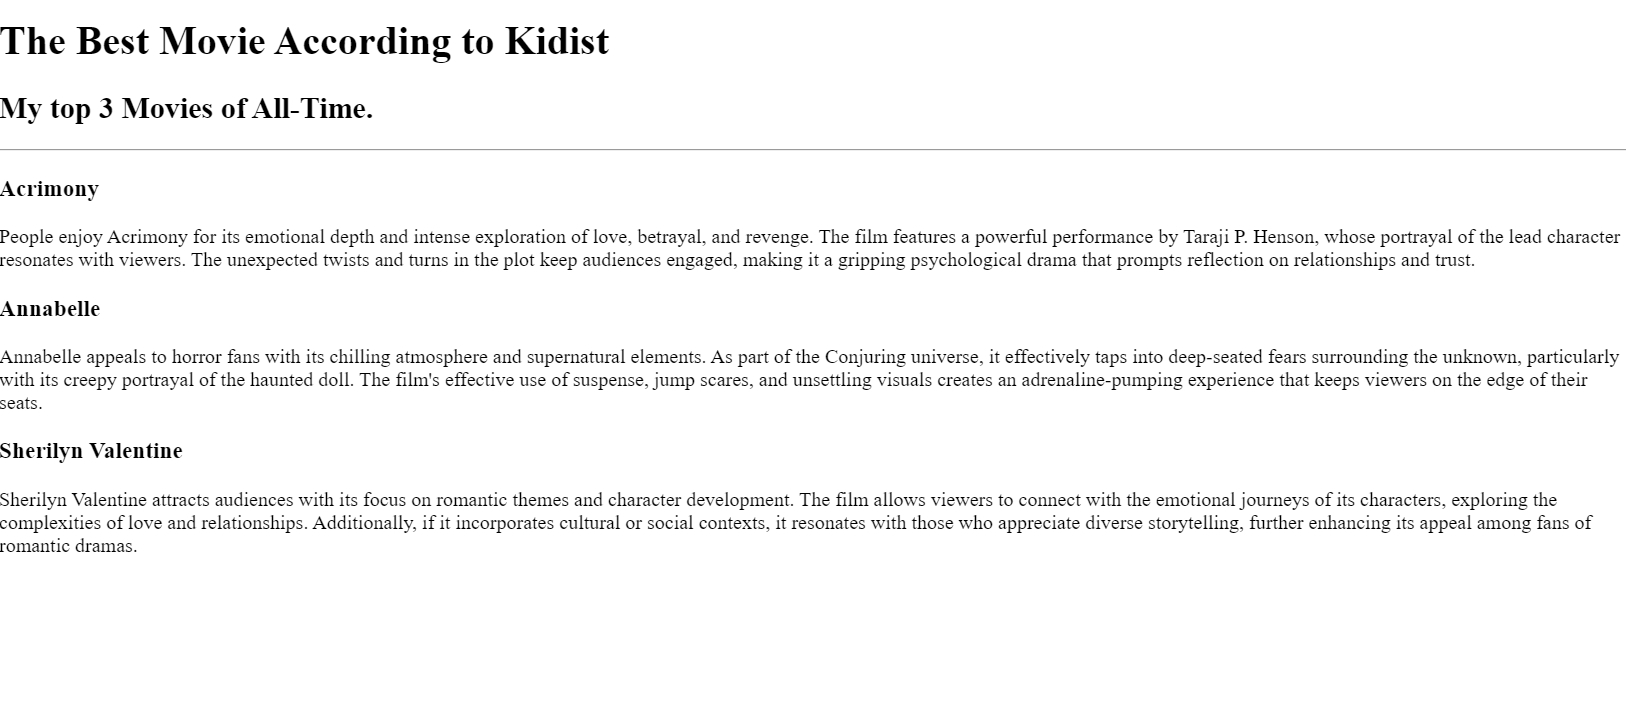 The Best Movie According to Kidist
My top 3 Movies of All-Time.
Acrimony
People enjoy Acrimony for its emotional depth and intense exploration of love, betrayal, and revenge. The film features a powerful performance by Taraji P. Henson, whose portrayal of the lead character
resonates with viewers. The unexpected twists and turns in the plot keep audiences engaged, making it a gripping psychological drama that prompts reflection on relationships and trust.
Annabelle
Annabelle appeals to horror fans with its chilling atmosphere and supernatural elements. As part of the Conjuring universe, it effectively taps into deep-seated fears surrounding the unknown, particularly
with its creepy portrayal of the haunted doll. The film's effective use of suspense, jump scares, and unsettling visuals creates an adrenaline-pumping experience that keeps viewers on the edge of their
seats.
Sherilyn Valentine
Sherilyn Valentine attracts audiences with its focus on romantic themes and character development. The film allows viewers to connect with the emotional journeys of its characters, exploring the
complexities of love and relationships. Additionally, if it incorporates cultural or social contexts, it resonates with those who appreciate diverse storytelling, further enhancing its appeal among fans of
romantic dramas.